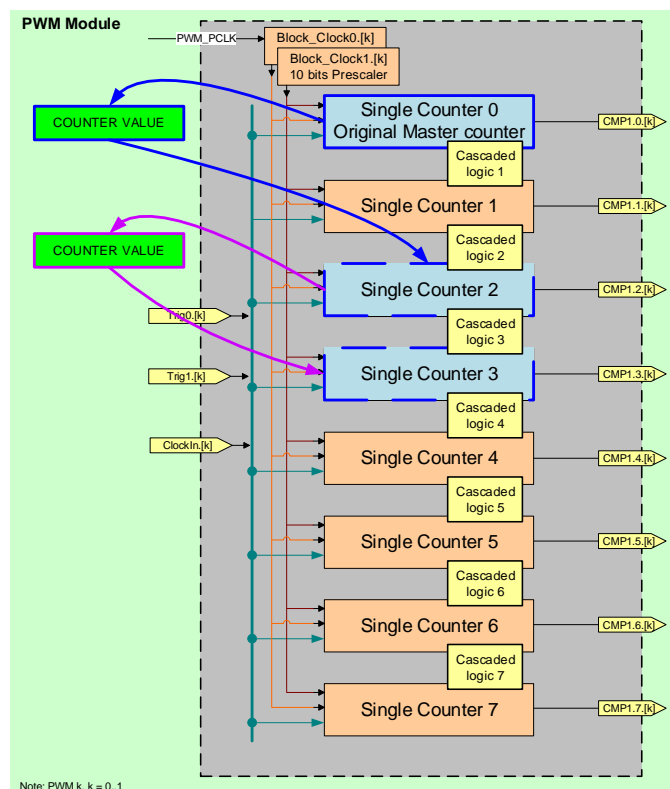 PWM Module
PWM_PCLK
Block_Clock0.[k]
Block_Clock1.[k]
10 bits Prescaler
COUNTER VALUE
Single Counter 0
Original Master counter
CMP1.0.[k]
Cascaded
logic 1
Single Counter 1
CMP1.1.[k]
Cascaded
logic 2
COUNTER VALUE
Single Counter 2
CMP1.2.[k]
Trig0.[k]
Cascaded
logic 3
Single Counter 3
CMP1.3.[k]
Trig1.[k]
Cascaded
logic 4
ClockIn.[k]
Single Counter 4
CMP1.4.[k]
Cascaded
logic 5
Single Counter 5
CMP1.5.[k]
Cascaded
logic 6
Single Counter 6
CMP1.6.[k]
Cascaded
logic 7
Single Counter 7
CMP1.7.[k]
Note: PWM k, k = 0..1